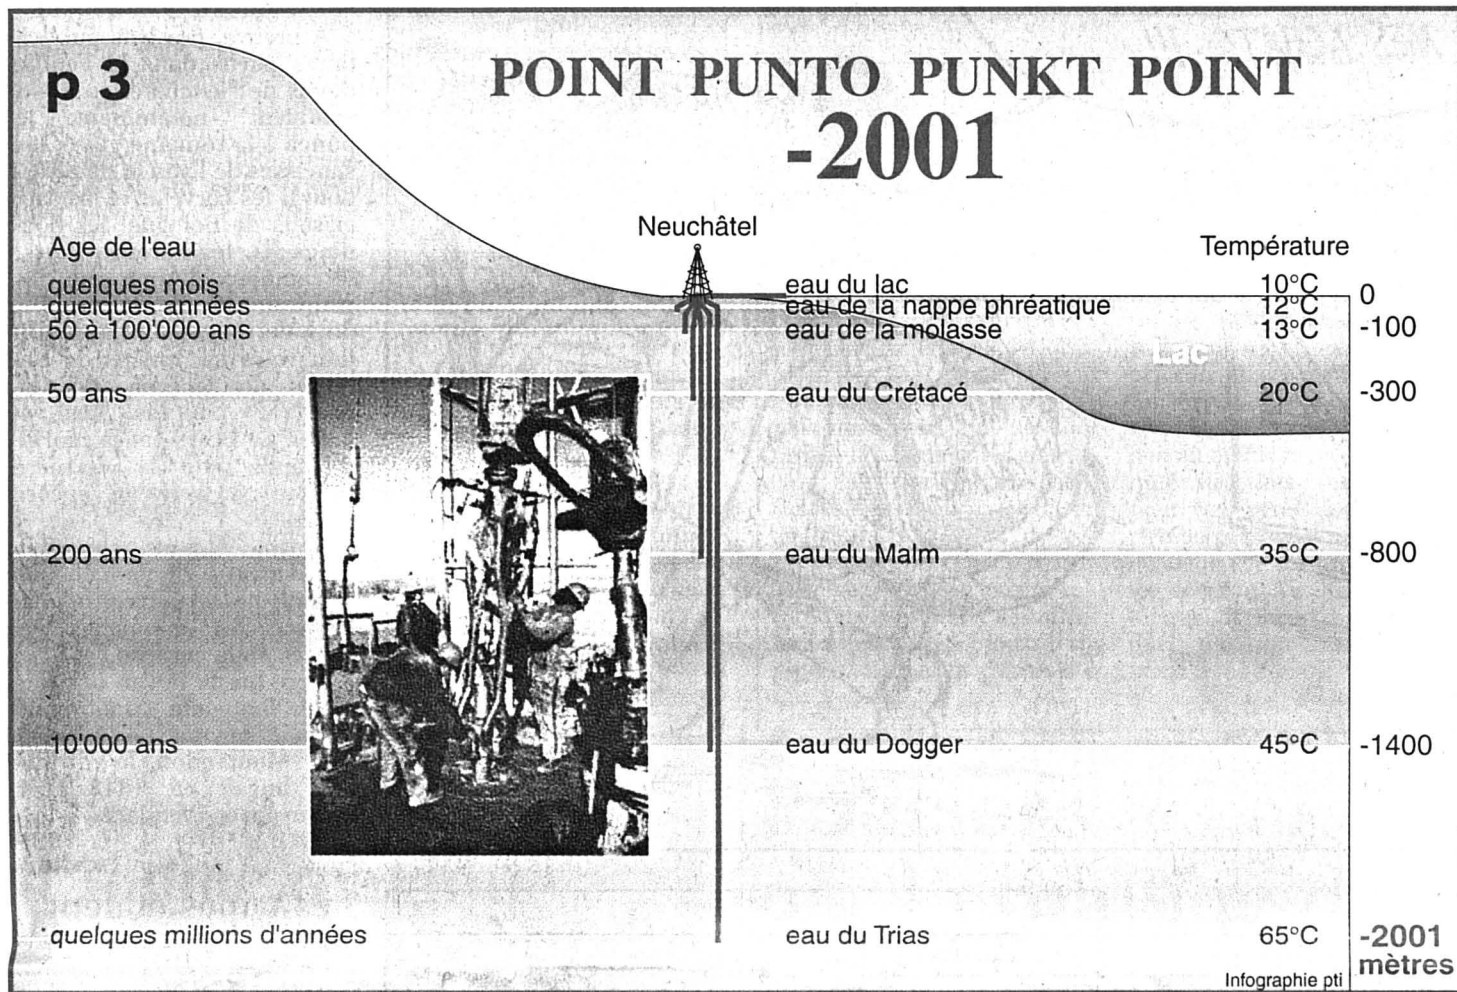 p 3
POINT PUNTO PUNKT POINT
-2001
Neuchâtel
Age de l'eau
Température
quelques mois eau du lac 10°C 0
quelques années eau de la nappe phréatique 12°C
50 à 100'000 ans eau de la molasse 13°C -100
Lac
50 ans eau du Crétacé 20°C -300
200 ans eau du Malm 35°C -800
10'000 ans eau du Dogger 45°C -1400
quelques millions d'années eau du Trias 65°C -2001
mètres
Infographie pti